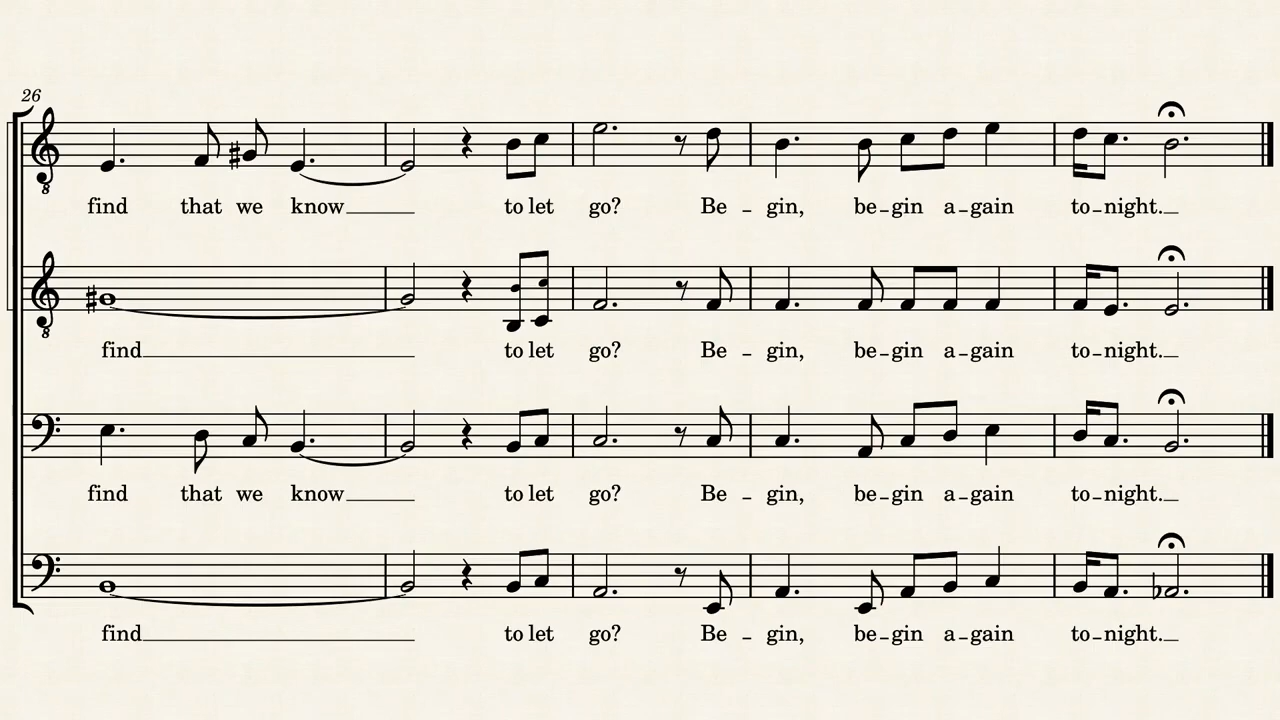 26
find that we know to let go? Be - gin, be - gin a - gain to - night.
find to let go? Be - gin, be - gin a - gain to - night.
find that we know to let go? Be - gin, be - gin a - gain to - night.
find to let go? Be - gin, be - gin a - gain to - night.